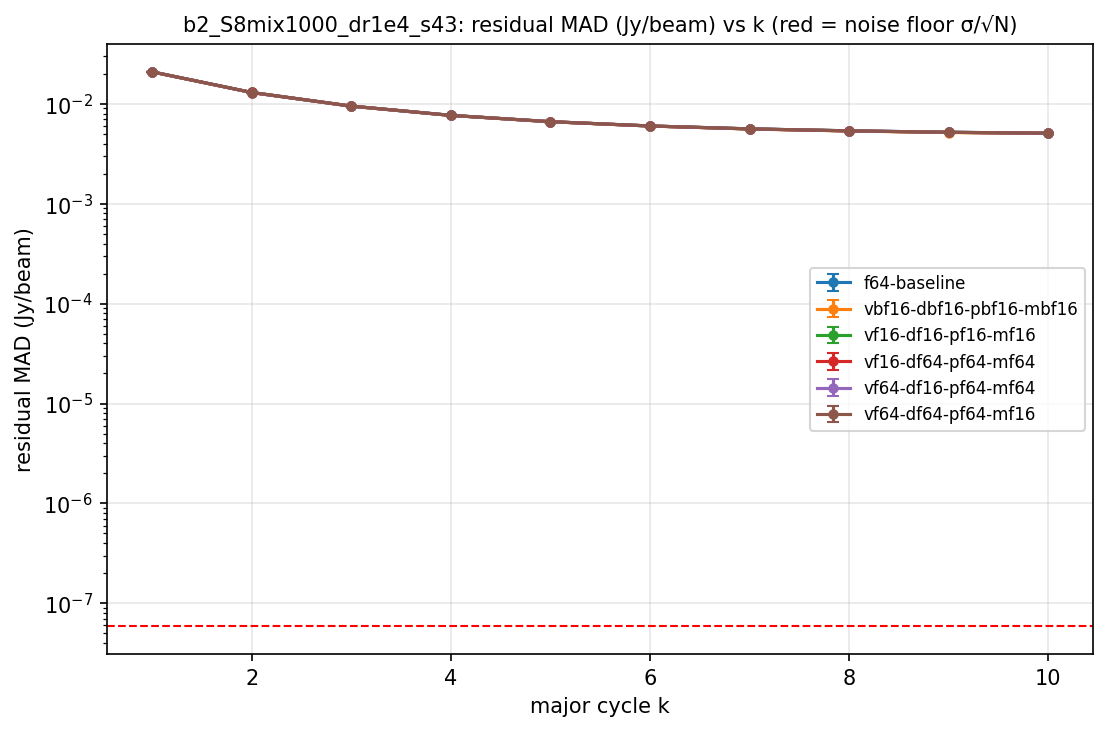 b2_S8mix1000_dr1e4_s43: residual MAD (Jy/beam) vs k (red = noise floor σ/√N)
residual MAD (Jy/beam)
10⁻²
10⁻³
10⁻⁴
10⁻⁵
10⁻⁶
10⁻⁷
f64-baseline
vbf16-dbf16-pbf16-mbf16
vf16-df16-pf16-mf16
vf16-df64-pf64-mf64
vf64-df16-pf64-mf64
vf64-df64-pf64-mf16
2 4 6 8 10
major cycle k